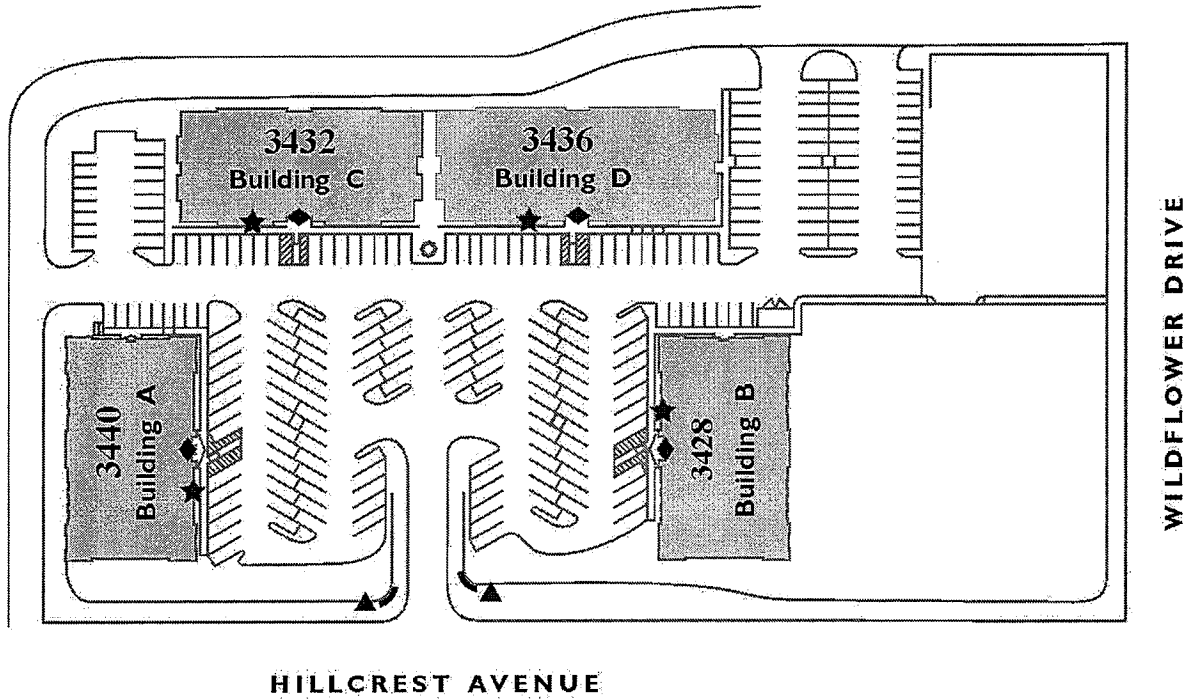 3432
Building C
3436
Building D
3440
Building A
3428
Building B
WILDFLOWER DRIVE
HILLCREST AVENUE